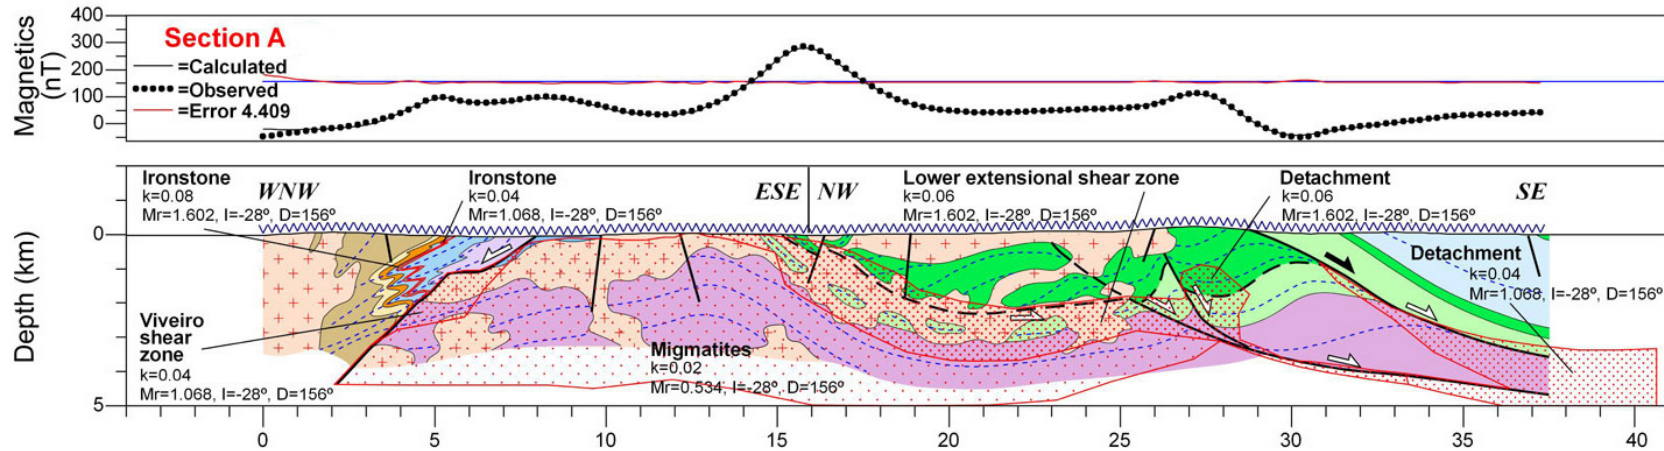 Magnetics
(nT)
400
300
200
100
0
Section A
=Calculated
=Observed
=Error 4.409
Ironstone
k=0.08
Mr=1.602, I=-28º, D=156º
WNW
Ironstone
k=0.04
Mr=1.068, I=-28º, D=156º
ESE
NW
Lower extensional shear zone
k=0.06
Mr=1.602, I=-28º, D=156º
Detachment
k=0.06
Mr=1.602, I=-28º, D=156º
SE
Depth (km)
0
5
Detachment
k=0.04
Mr=1.068, I=-28º, D=156º
Viveiro
shear
zone
k=0.04
Mr=1.068, I=-28º, D=156º
Migmatites
k=0.02
Mr=0.534, I=-28º, D=156º
0 5 10 15 20 25 30 35 40